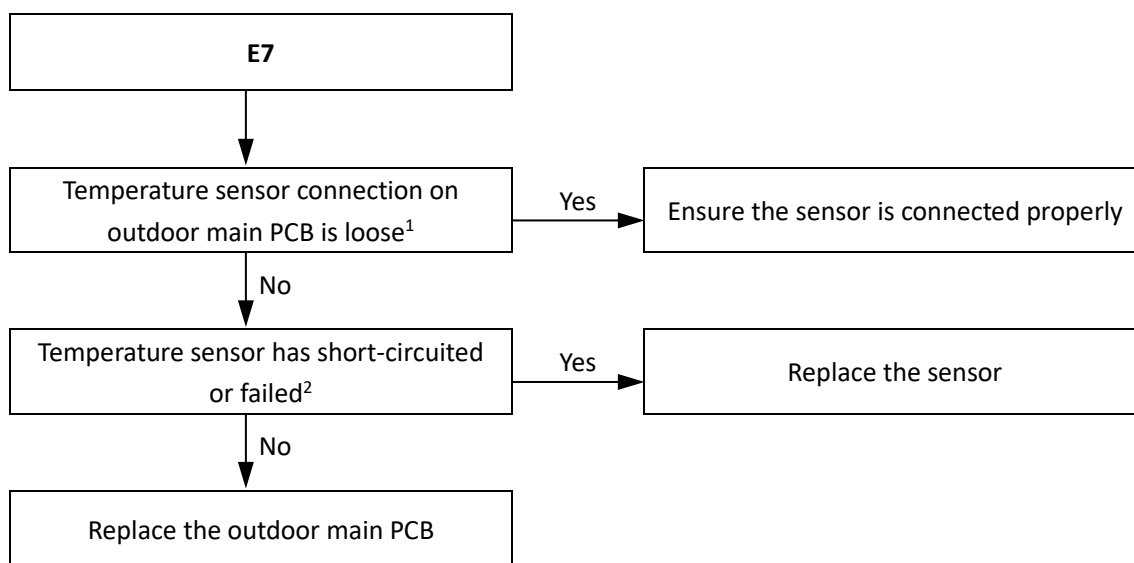 E7
Temperature sensor connection on
outdoor main PCB is loose¹
Yes
Ensure the sensor is connected properly
No
Temperature sensor has short-circuited
or failed²
Yes
Replace the sensor
No
Replace the outdoor main PCB